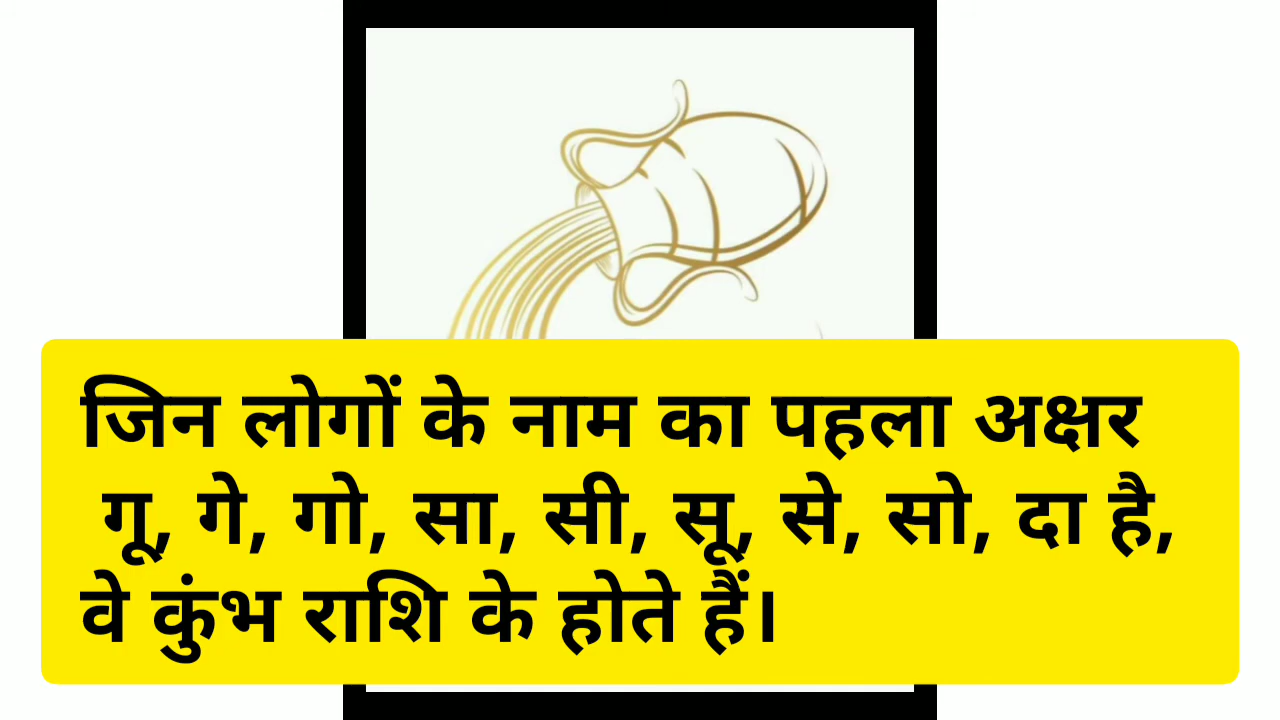 जिन लोगों के नाम का पहला अक्षर
गू, गे, गो, सा, सी, सू, से, सो, दा है,
वे कुंभ राशि के होते हैं।